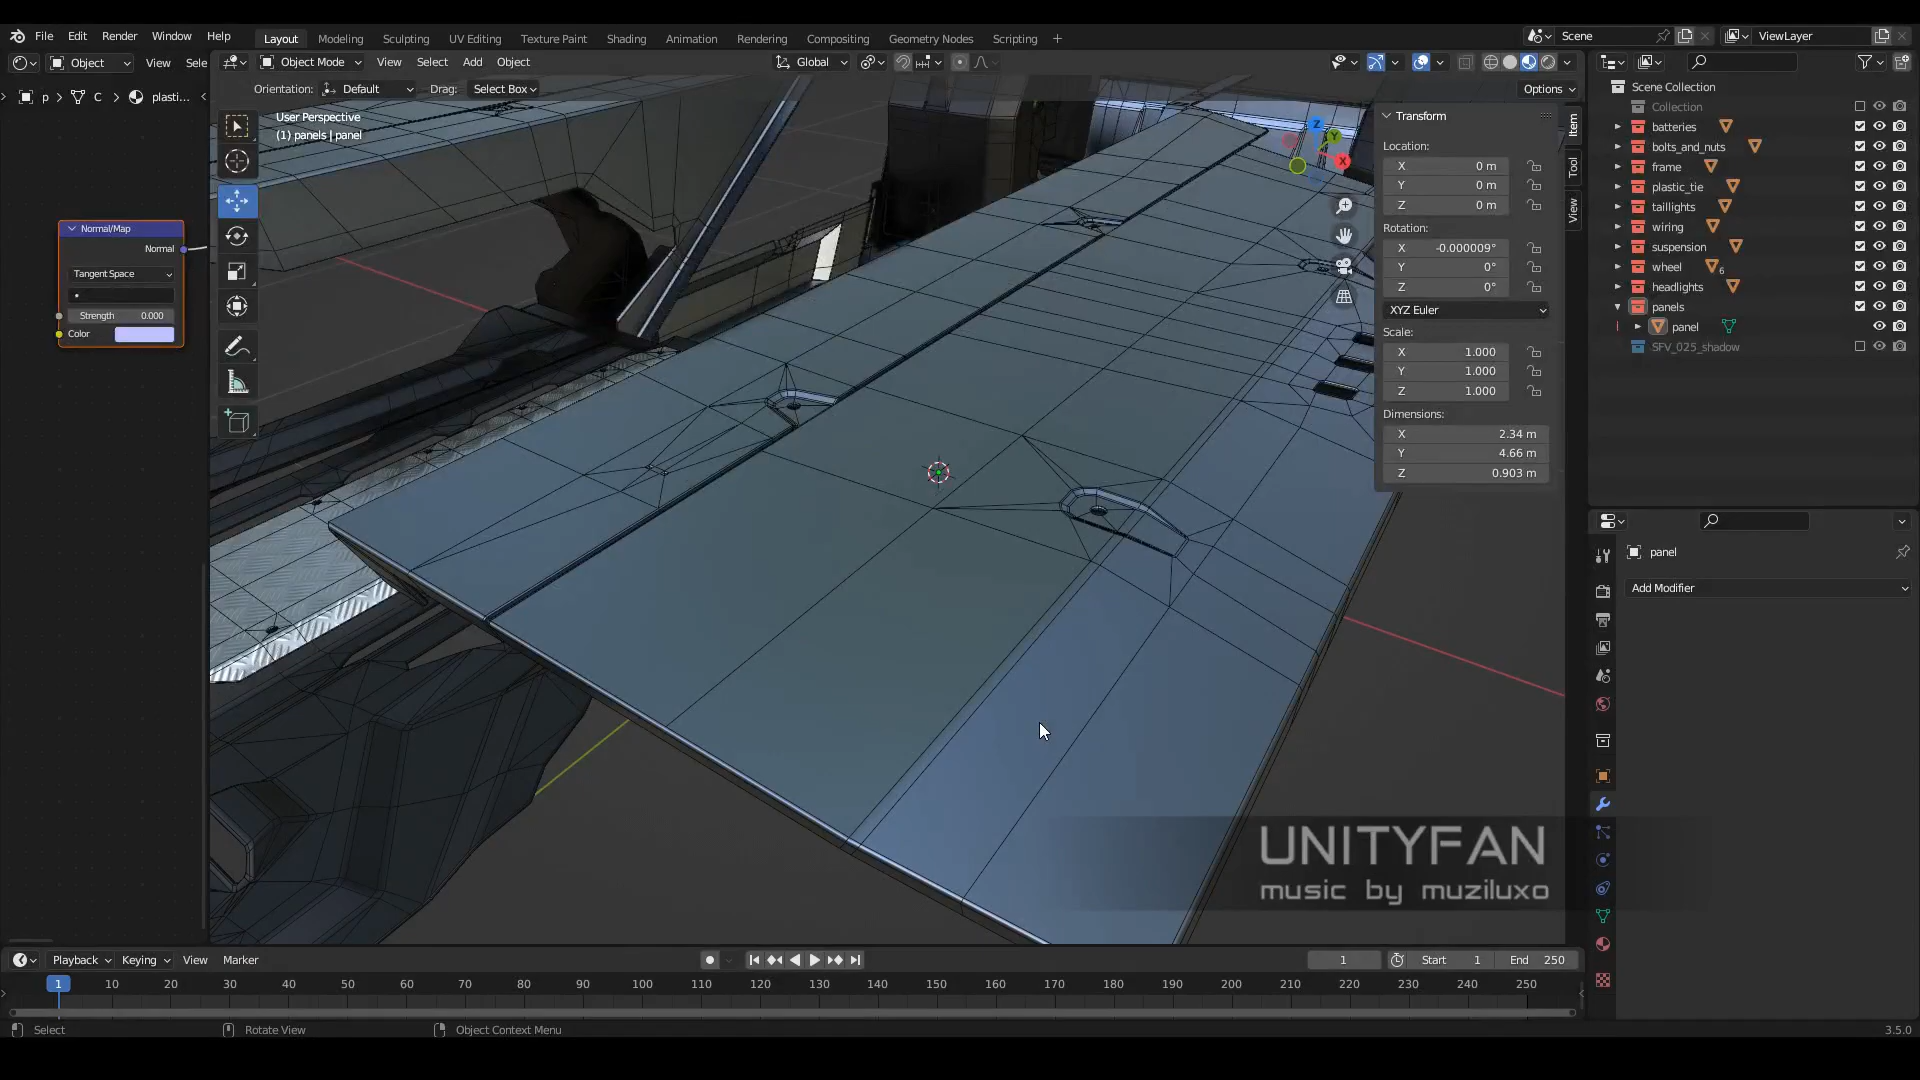 File Edit Render Window Help
Layout Modeling Sculpting UV Editing Texture Paint Shading Animation Rendering Compositing Geometry Nodes Scripting
Scene
ViewLayer
Object View Sele
Object Mode View Select Add Object
Global
p C plasti...
Orientation: Default Drag: Select Box
Options
User Perspective
(1) panels | panel
Normal/Map
Normal
Tangent Space
Strength 0.000
Color
Z
Y
X
Transform
Location:
X 0 m
Y 0 m
Z 0 m
Rotation:
X -0.000009°
Y 0°
Z 0°
XYZ Euler
Scale:
X 1.000
Y 1.000
Z 1.000
Dimensions:
X 2.34 m
Y 4.66 m
Z 0.903 m
Item
Tool
View
Scene Collection
Collection
batteries
bolts_and_nuts
frame
plastic_tie
taillights
wiring
suspension
wheel 6
headlights
panels
panel
SFV_025_shadow
panel
Add Modifier
UNITYFAN
music by muziluxo
Playback Keying View Marker
1 Start 1 End 250
1 10 20 30 40 50 60 70 80 90 100 110 120 130 140 150 160 170 180 190 200 210 220 230 240 250
Select Rotate View Object Context Menu
3.5.0